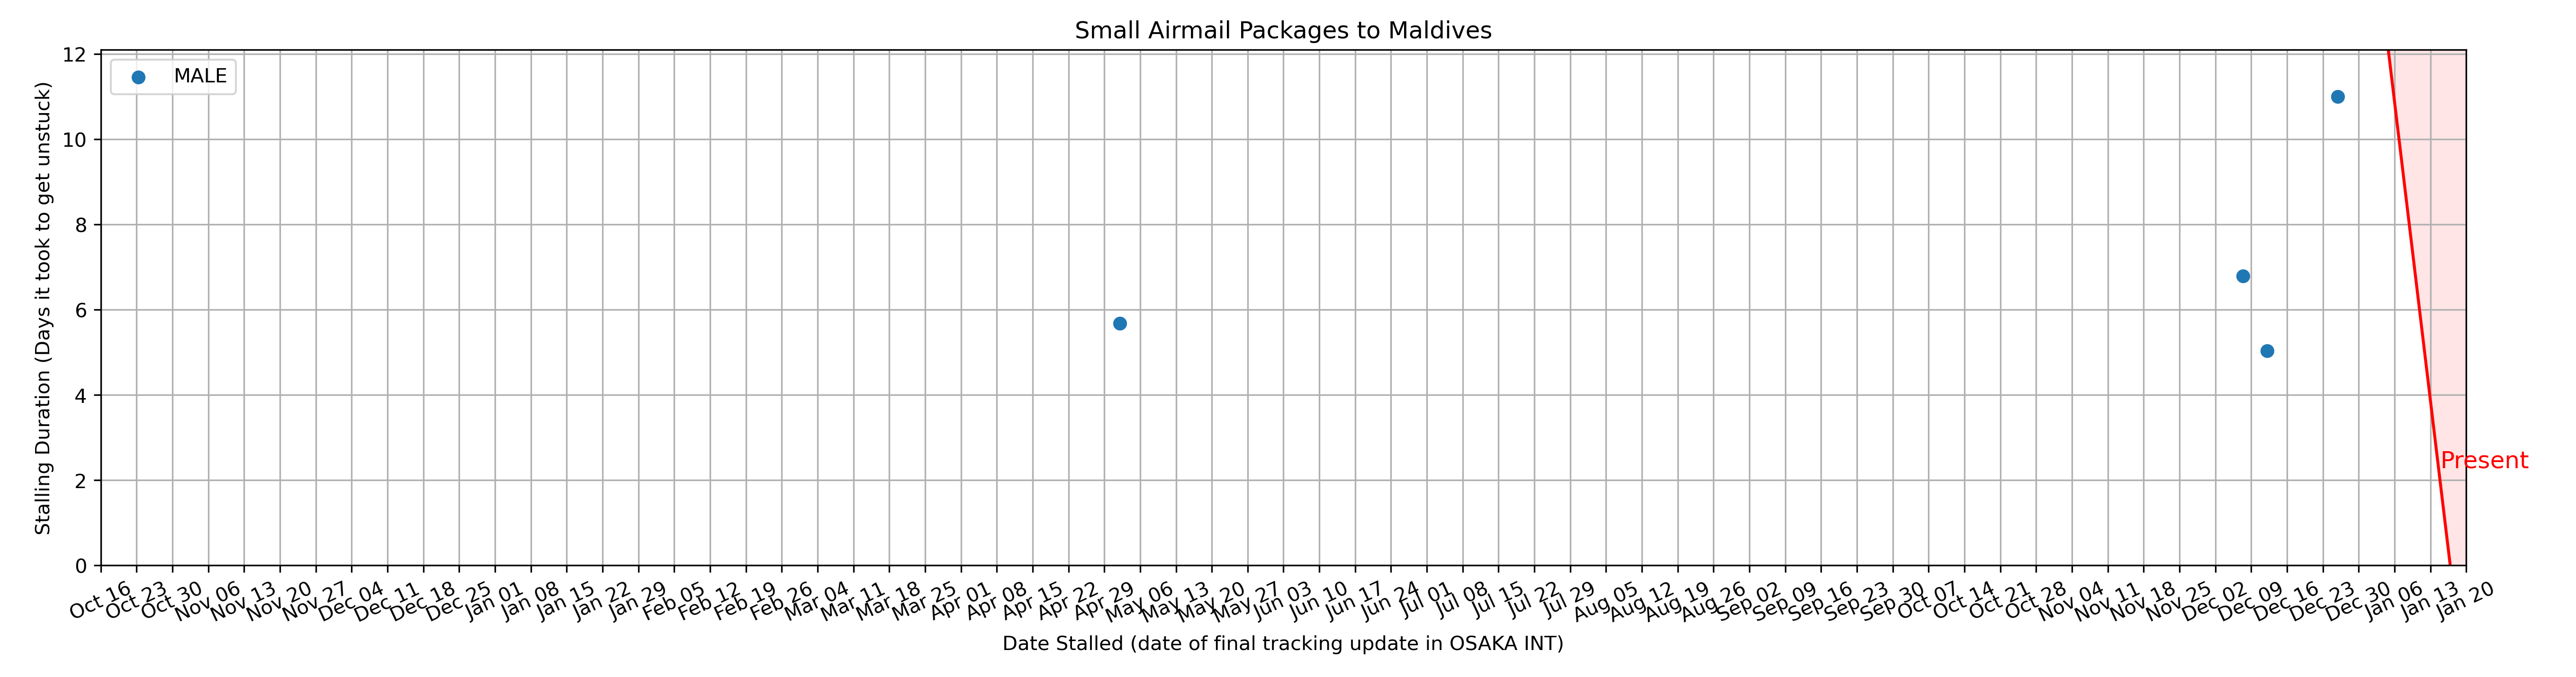 Small Airmail Packages to Maldives
MALE
Stalling Duration (Days it took to get unstuck)
12
10
8
6
4
2
0
Present
Oct 16
Oct 23
Oct 30
Nov 06
Nov 13
Nov 20
Nov 27
Dec 04
Dec 11
Dec 18
Dec 25
Jan 01
Jan 08
Jan 15
Jan 22
Jan 29
Feb 05
Feb 12
Feb 19
Feb 26
Mar 04
Mar 11
Mar 18
Mar 25
Apr 01
Apr 08
Apr 15
Apr 22
Apr 29
May 06
May 13
May 20
May 27
Jun 03
Jun 10
Jun 17
Jun 24
Jul 01
Jul 08
Jul 15
Jul 22
Jul 29
Aug 05
Aug 12
Aug 19
Aug 26
Sep 02
Sep 09
Sep 16
Sep 23
Sep 30
Oct 07
Oct 14
Oct 21
Oct 28
Nov 04
Nov 11
Nov 18
Nov 25
Dec 02
Dec 09
Dec 16
Dec 23
Dec 30
Jan 06
Jan 13
Jan 20
Date Stalled (date of final tracking update in OSAKA INT)